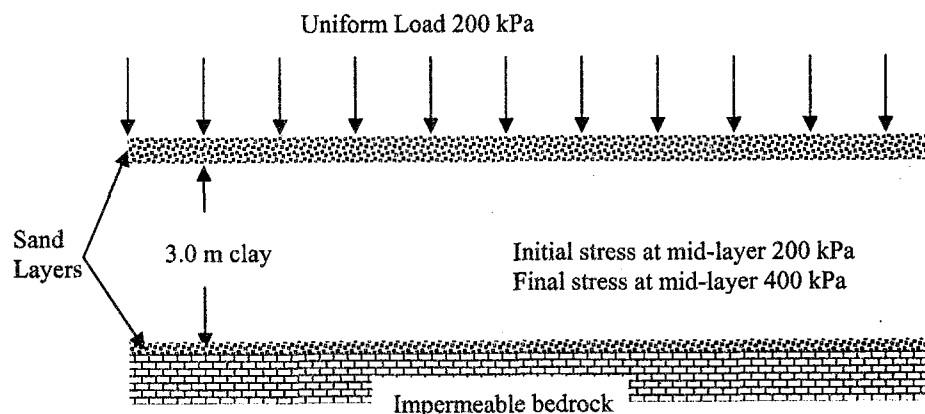 Uniform Load 200 kPa
Sand
Layers
3.0 m clay
Initial stress at mid-layer 200 kPa
Final stress at mid-layer 400 kPa
Impermeable bedrock